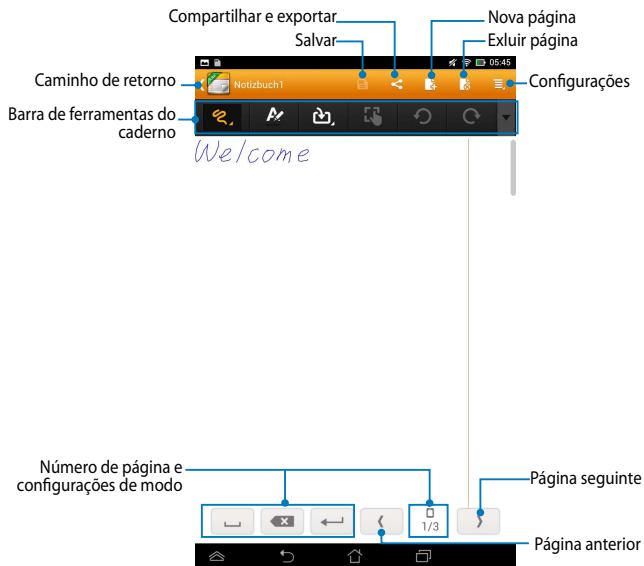 Compartilhar e exportar
Nova página
Salvar
Exluir página
05:45
Caminho de retorno
Notizbuch1
Configurações
Barra de ferramentas do
caderno
Welcome
Número de página e
configurações de modo
Página seguinte
1/3
Página anterior